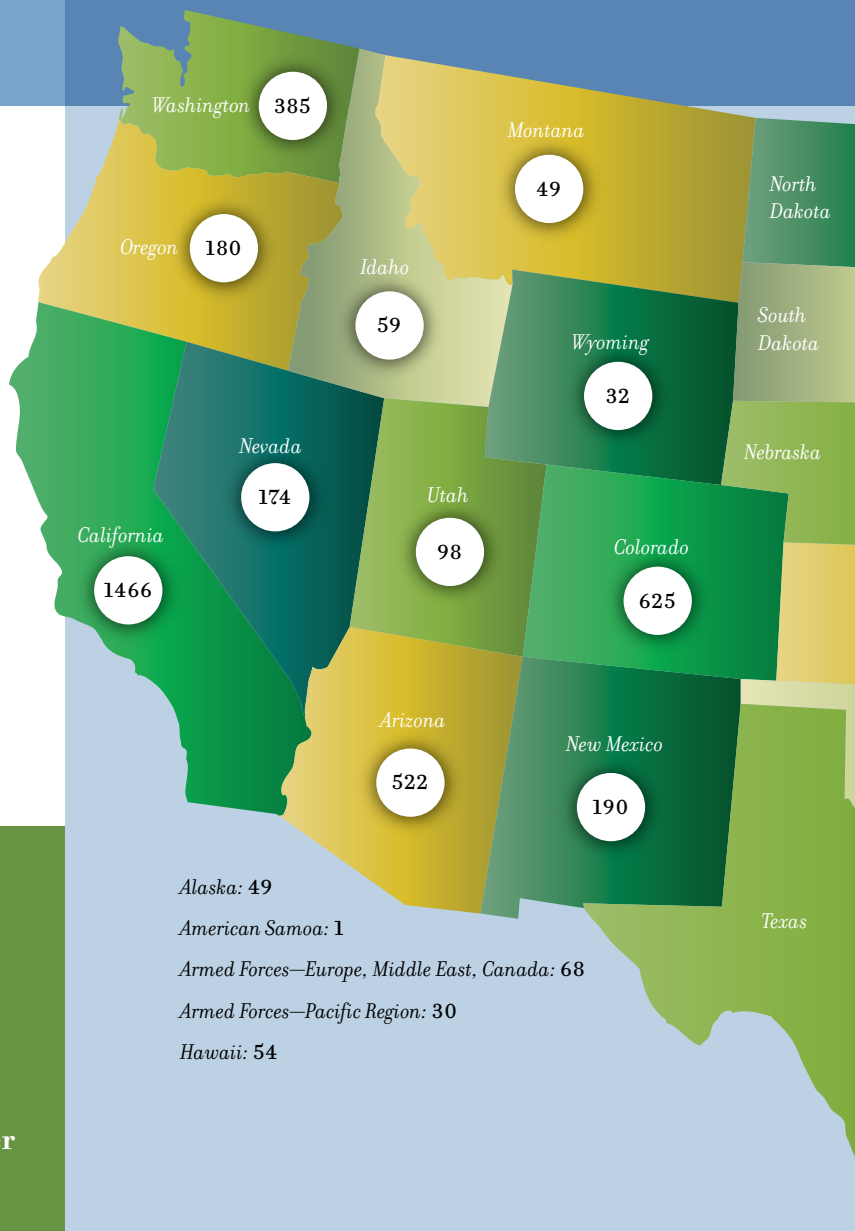 Washington 385
Montana
49
North
Dakota
Oregon 180
Idaho
59
South
Dakota
Wyoming
32
Nevada
174
Nebraska
Utah
98
California
1466
Colorado
625
Arizona
522
New Mexico
190
Alaska: 49
American Samoa: 1
Texas
Armed Forces—Europe, Middle East, Canada: 68
Armed Forces—Pacific Region: 30
Hawaii: 54
r